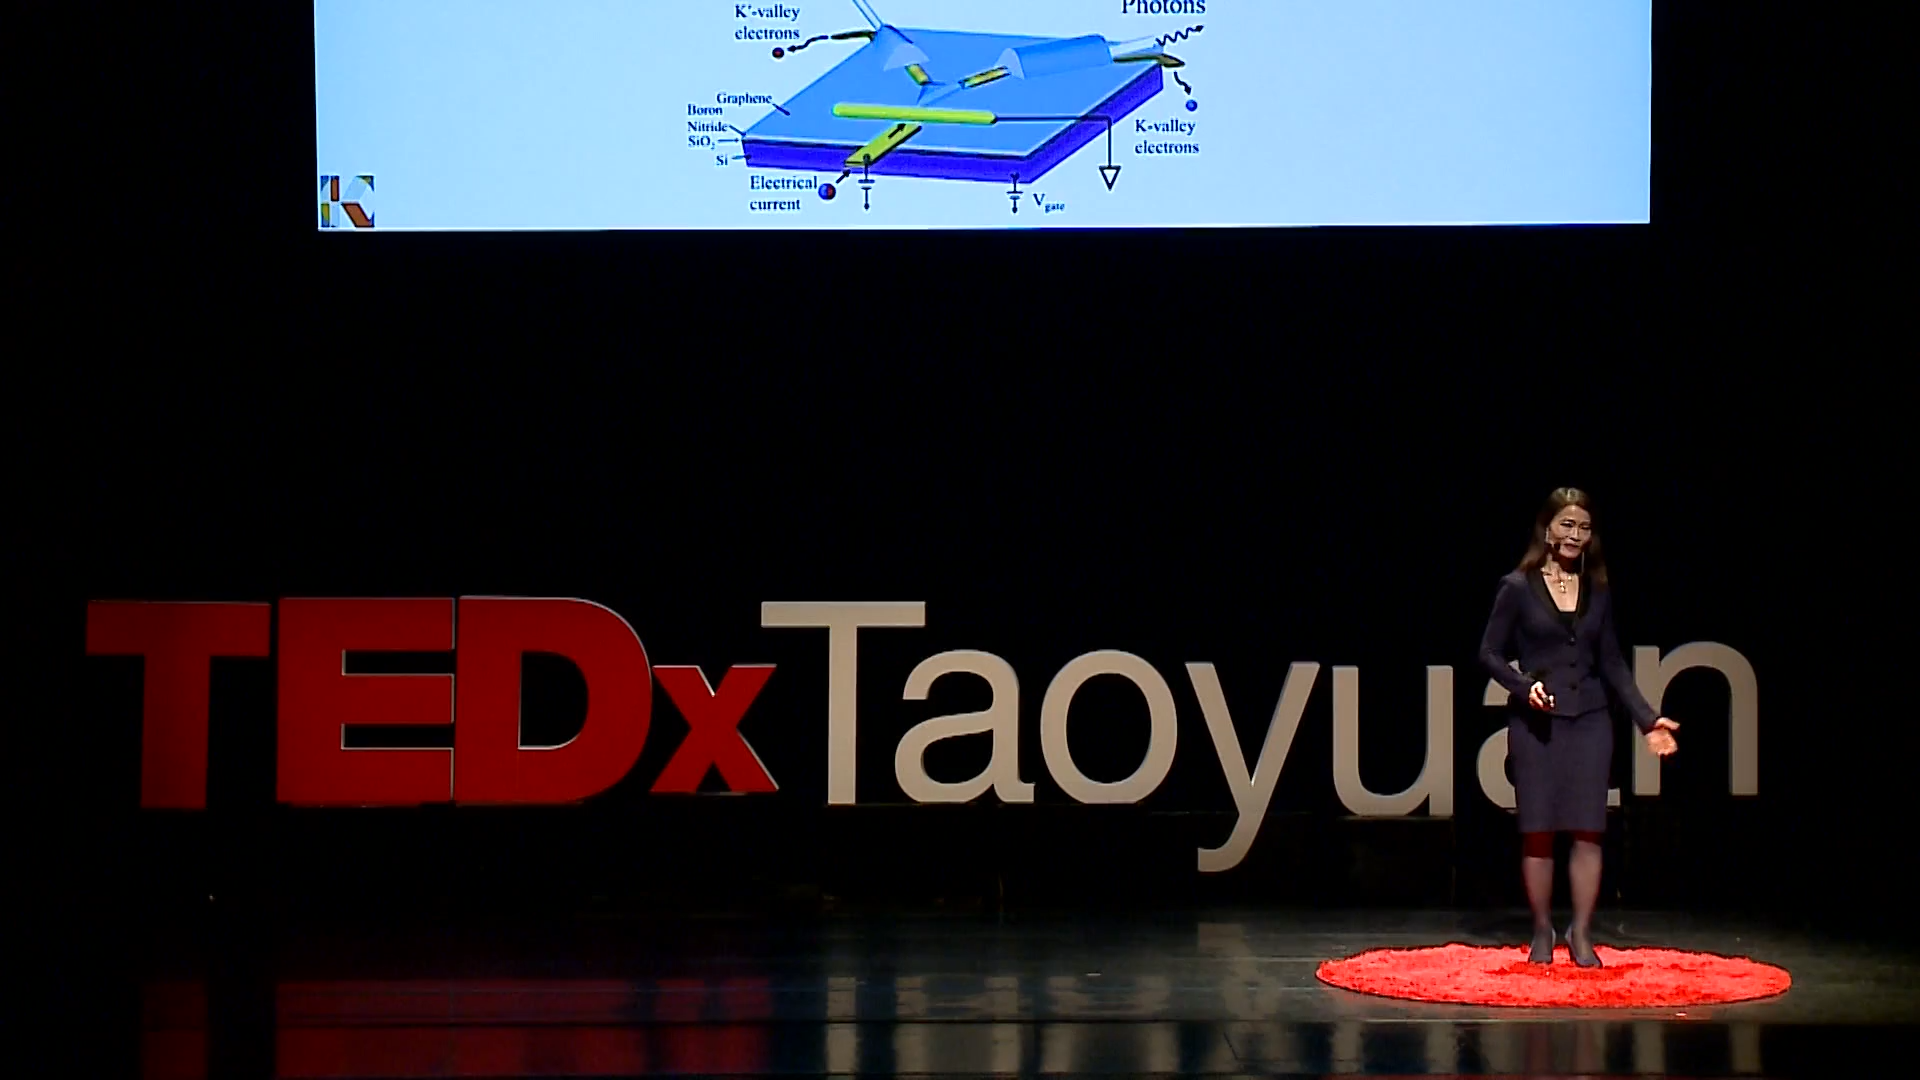 K'-valley
electrons
Photons
Graphene
Boron
Nitride
SiO₂
Si
K-valley
electrons
Electrical
current
Vgate
K
TEDxTaoyuan